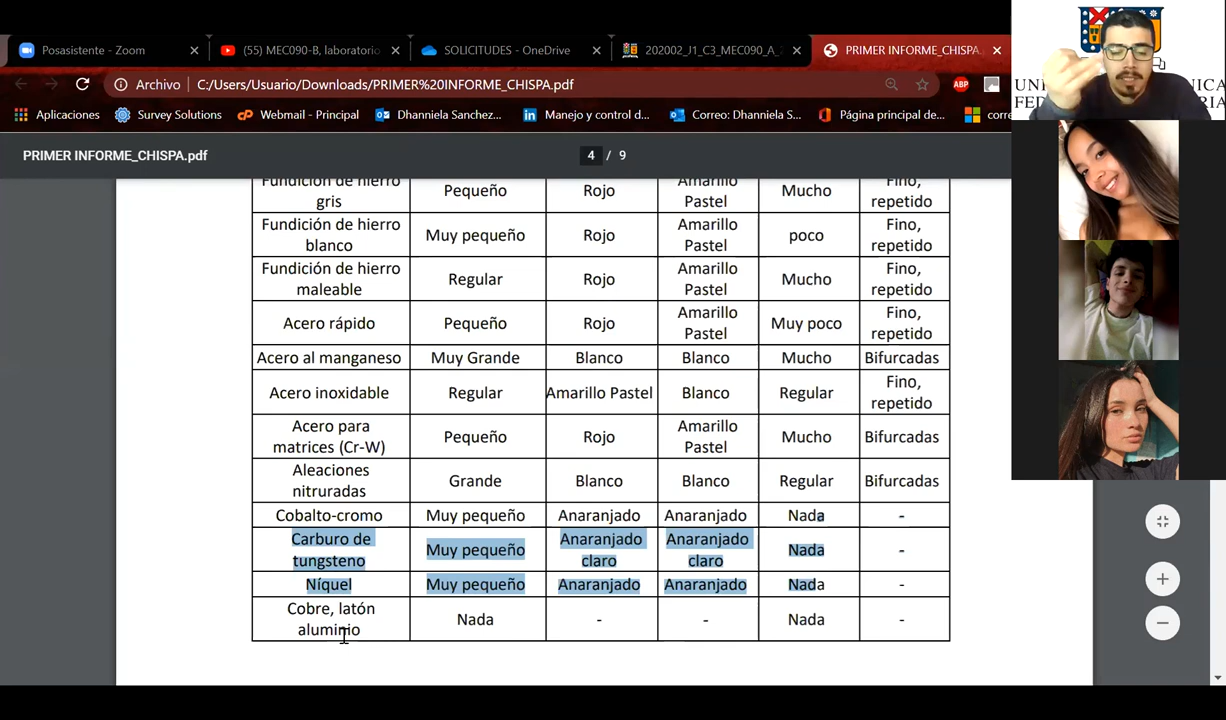 Posasistente - Zoom
(55) MEC090-B, laboratorio
SOLICITUDES - OneDrive
202002_J1_C3_MEC090_A_
PRIMER INFORME_CHISPA.
Archivo
C:/Users/Usuario/Downloads/PRIMER%20INFORME_CHISPA.pdf
ABP
Aplicaciones
Survey Solutions
Webmail - Principal
Dhanniela Sanchez...
Manejo y control d...
Correo: Dhanniela S...
Página principal de...
PRIMER INFORME_CHISPA.pdf
4 / 9
Fundición de hierro
gris
Pequeño
Rojo
Amarillo
Pastel
Mucho
Fino,
repetido
Fundición de hierro
blanco
Muy pequeño
Rojo
Amarillo
Pastel
poco
Fino,
repetido
Fundición de hierro
maleable
Regular
Rojo
Amarillo
Pastel
Mucho
Fino,
repetido
Acero rápido
Pequeño
Rojo
Amarillo
Pastel
Muy poco
Fino,
repetido
Acero al manganeso
Muy Grande
Blanco
Blanco
Mucho
Bifurcadas
Acero inoxidable
Regular
Amarillo Pastel
Blanco
Regular
Fino,
repetido
Acero para
matrices (Cr-W)
Pequeño
Rojo
Amarillo
Pastel
Mucho
Bifurcadas
Aleaciones
nitruradas
Grande
Blanco
Blanco
Regular
Bifurcadas
Cobalto-cromo
Muy pequeño
Anaranjado
Anaranjado
Nada
-
Carburo de
tungsteno
Muy pequeño
Anaranjado
claro
Anaranjado
claro
Nada
-
Níquel
Muy pequeño
Anaranjado
Anaranjado
Nada
-
Cobre, latón
aluminio
Nada
-
-
Nada
-